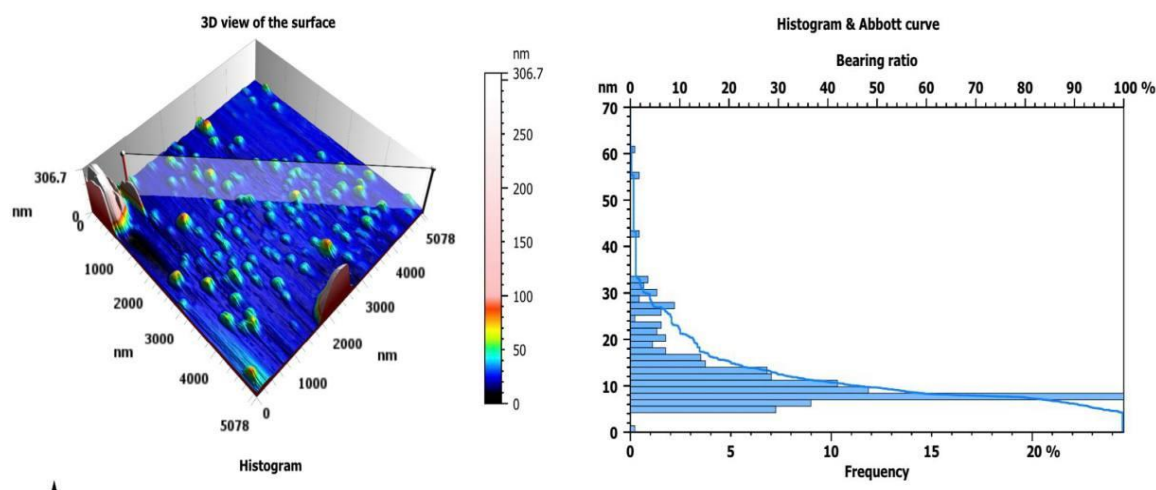 3D view of the surface
nm
306.7
250
200
150
100
50
0
306.7
nm
0
0
1000
2000
nm
3000
4000
5078
0
1000
2000
nm
3000
4000
5078
Histogram
Histogram & Abbott curve
Bearing ratio
nm 0 10 20 30 40 50 60 70 80 90 100 %
70
60
50
40
30
20
10
0
0 5 10 15 20 %
Frequency